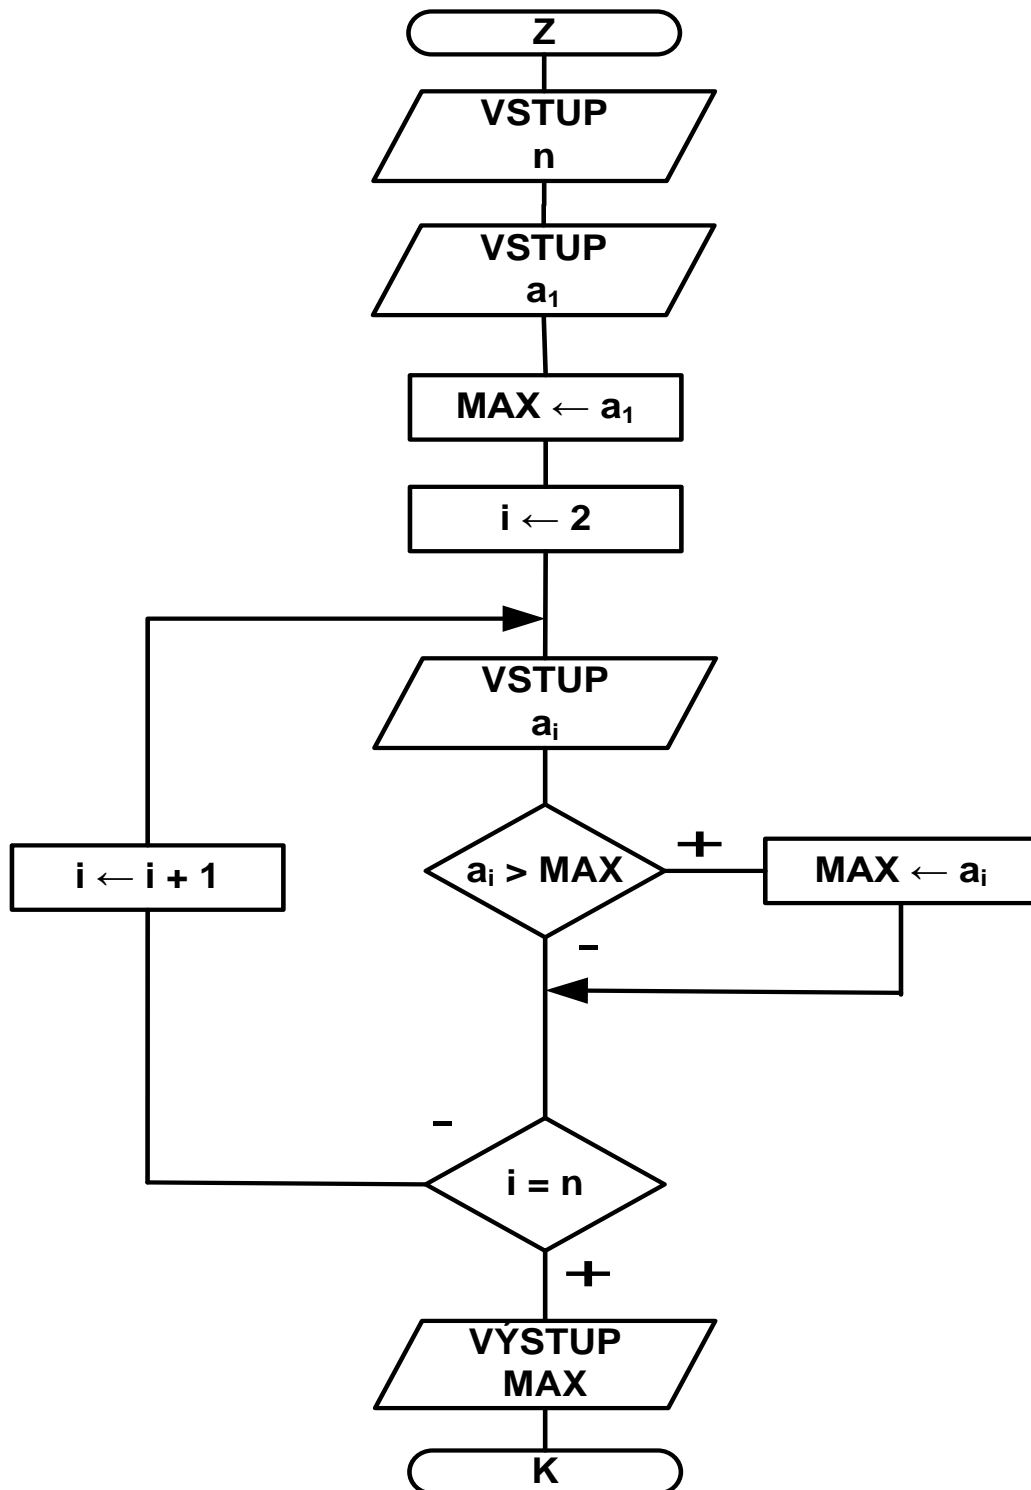 Z
VSTUP
n
VSTUP
a₁
MAX ← a₁
i ← 2
VSTUP
aᵢ
aᵢ > MAX
+
MAX ← aᵢ
i ← i + 1
-
-
i = n
+
VÝSTUP
MAX
K